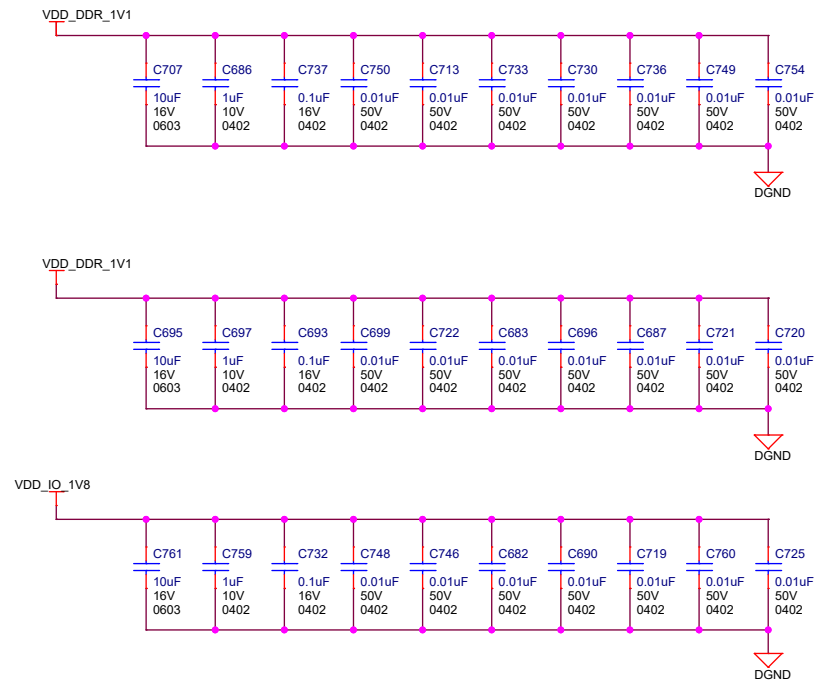 VDD_DDR_1V1
C707 C686 C737 C750 C713 C733 C730 C736 C749 C754
10uF 1uF 0.1uF 0.01uF 0.01uF 0.01uF 0.01uF 0.01uF 0.01uF 0.01uF
16V 10V 16V 50V 50V 50V 50V 50V 50V 50V
0603 0402 0402 0402 0402 0402 0402 0402 0402 0402
DGND
VDD_DDR_1V1
C695 C697 C693 C699 C722 C683 C696 C687 C721 C720
10uF 1uF 0.1uF 0.01uF 0.01uF 0.01uF 0.01uF 0.01uF 0.01uF 0.01uF
16V 10V 16V 50V 50V 50V 50V 50V 50V 50V
0603 0402 0402 0402 0402 0402 0402 0402 0402 0402
DGND
VDD_IO_1V8
C761 C759 C732 C748 C746 C682 C690 C719 C760 C725
10uF 1uF 0.1uF 0.01uF 0.01uF 0.01uF 0.01uF 0.01uF 0.01uF 0.01uF
16V 10V 16V 50V 50V 50V 50V 50V 50V 50V
0603 0402 0402 0402 0402 0402 0402 0402 0402 0402
DGND